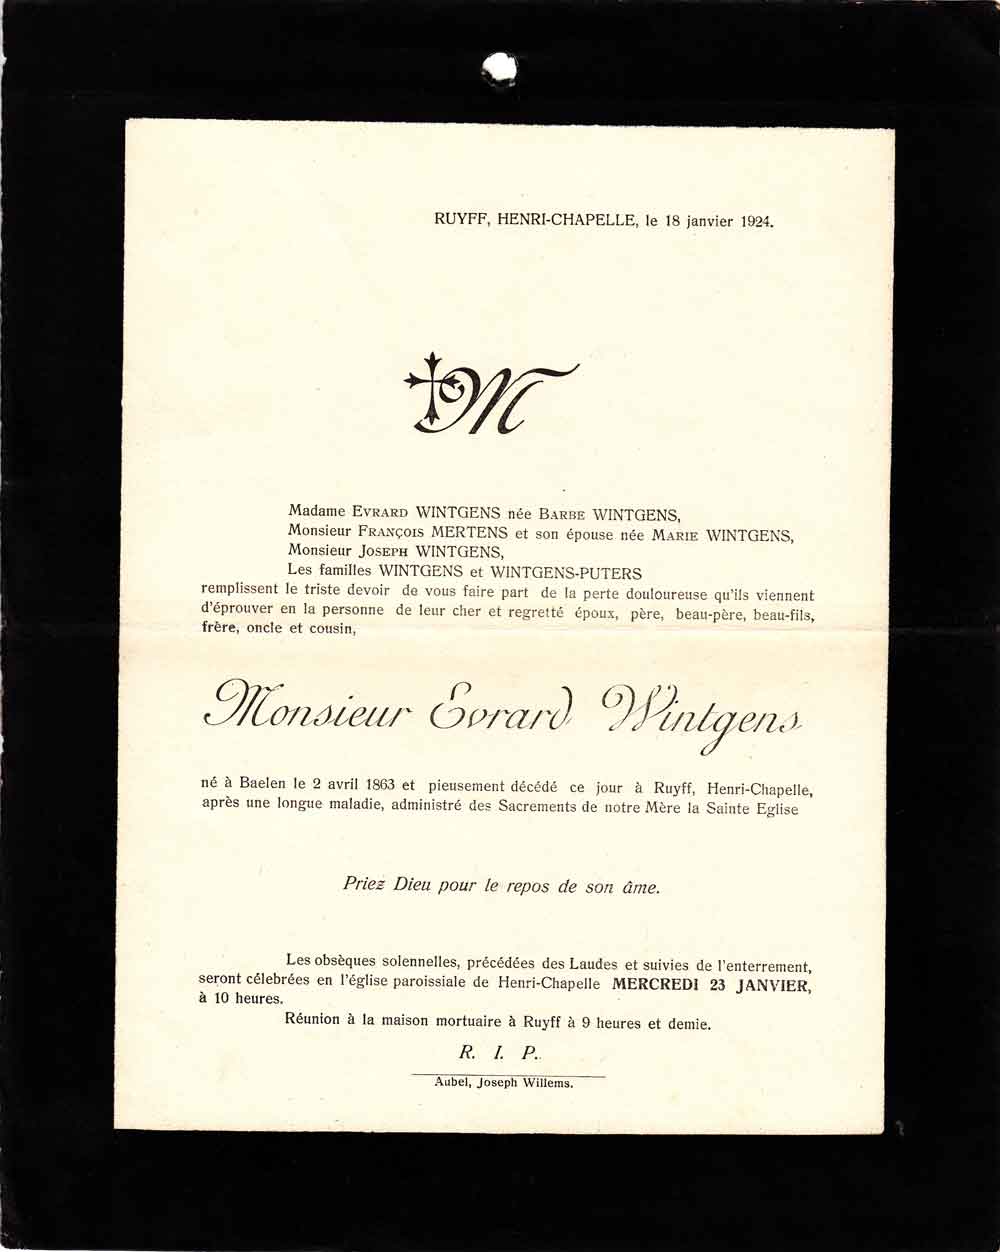 RUYFF, HENRI-CHAPELLE, le 18 janvier 1924.
M
Madame EVRARD WINTGENS née BARBE WINTGENS,
Monsieur FRANÇOIS MERTENS et son épouse née MARIE WINTGENS,
Monsieur JOSEPH WINTGENS,
Les familles WINTGENS et WINTGENS-PUTERS
remplissent le triste devoir de vous faire part de la perte douloureuse qu'ils viennent
d'éprouver en la personne de leur cher et regretté époux, père, beau-père, beau-fils,
frère, oncle et cousin,
Monsieur Evrard Wintgens
né à Baelen le 2 avril 1863 et pieusement décédé ce jour à Ruyff, Henri-Chapelle,
après une longue maladie, administré des Sacrements de notre Mère la Sainte Eglise
Priez Dieu pour le repos de son âme.
Les obsèques solennelles, précédées des Laudes et suivies de l'enterrement,
seront célebrées en l'église paroissiale de Henri-Chapelle MERCREDI 23 JANVIER,
à 10 heures.
Réunion à la maison mortuaire à Ruyff à 9 heures et demie.
R. I. P.
Aubel, Joseph Willems.